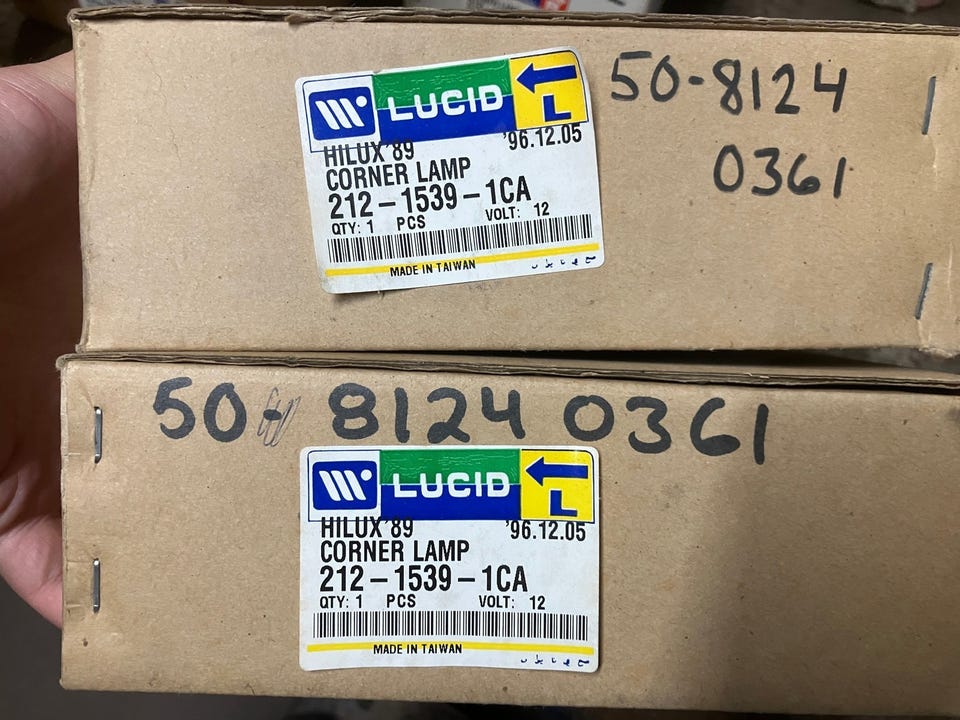 LUCID L
50-8124
0361
HILUX'89 '96.12.05
CORNER LAMP
212-1539-1CA
QTY: 1 PCS VOLT: 12
MADE IN TAIWAN
50- 8124 0361
LUCID L
HILUX'89 '96.12.05
CORNER LAMP
212-1539-1CA
QTY: 1 PCS VOLT: 12
MADE IN TAIWAN